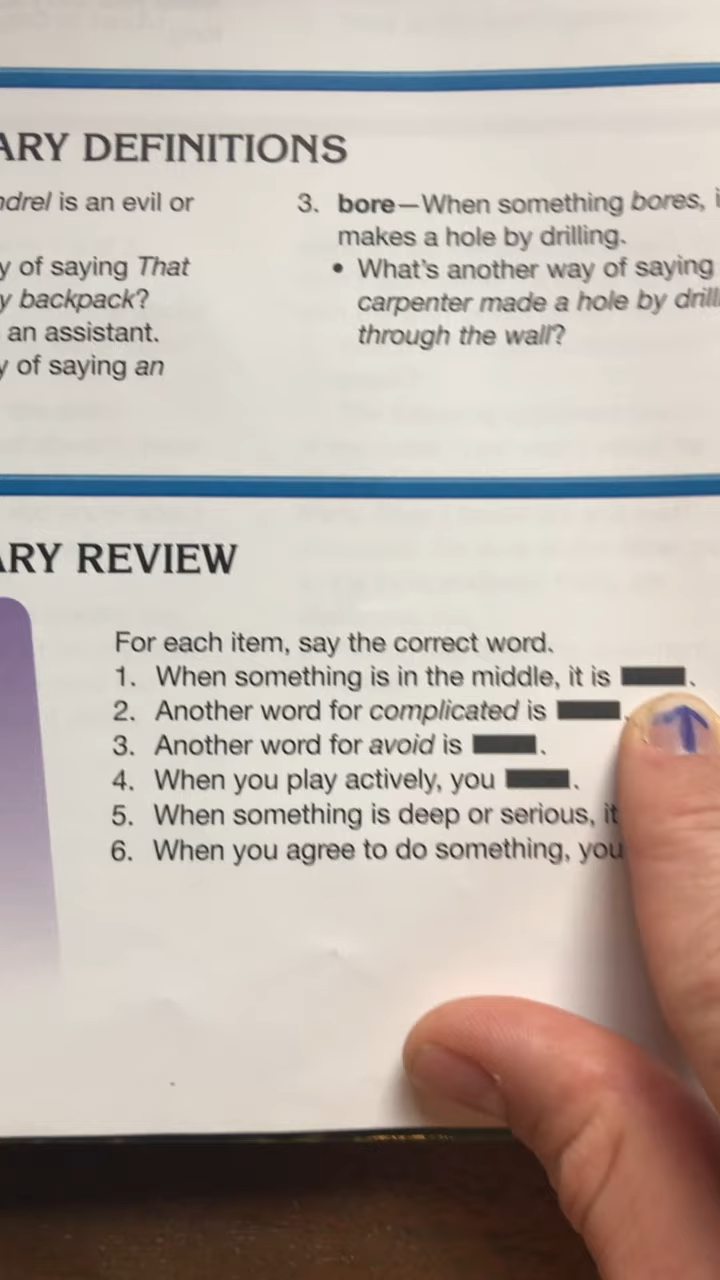 ARY DEFINITIONS
ndrel is an evil or
y of saying That
y backpack?
an assistant.
y of saying an
3. bore—When something bores, i
makes a hole by drilling.
• What's another way of saying
carpenter made a hole by drill
through the wall?
ARY REVIEW
For each item, say the correct word.
1. When something is in the middle, it is .
2. Another word for complicated is .
3. Another word for avoid is .
4. When you play actively, you .
5. When something is deep or serious, it
6. When you agree to do something, you